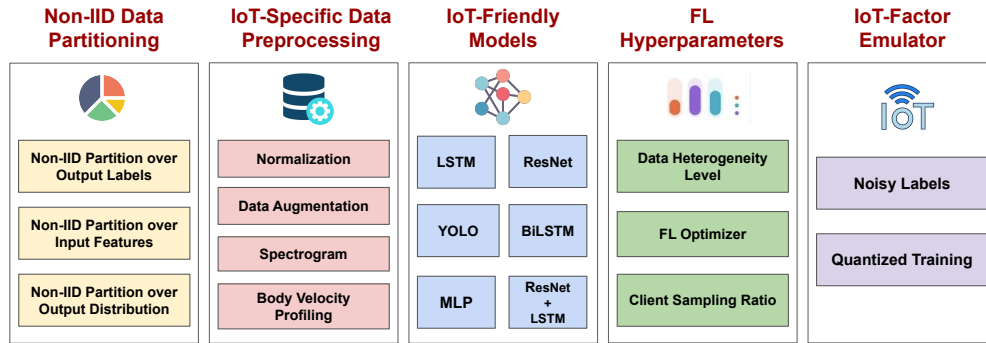 Non-IID Data
Partitioning
IoT-Specific Data
Preprocessing
IoT-Friendly
Models
FL
Hyperparameters
IoT-Factor
Emulator
Non-IID Partition over
Output Labels
Non-IID Partition over
Input Features
Non-IID Partition over
Output Distribution
Normalization
Data Augmentation
Spectrogram
Body Velocity
Profiling
LSTM
ResNet
YOLO
BiLSTM
MLP
ResNet
+
LSTM
Data Heterogeneity
Level
FL Optimizer
Client Sampling Ratio
IoT
Noisy Labels
Quantized Training